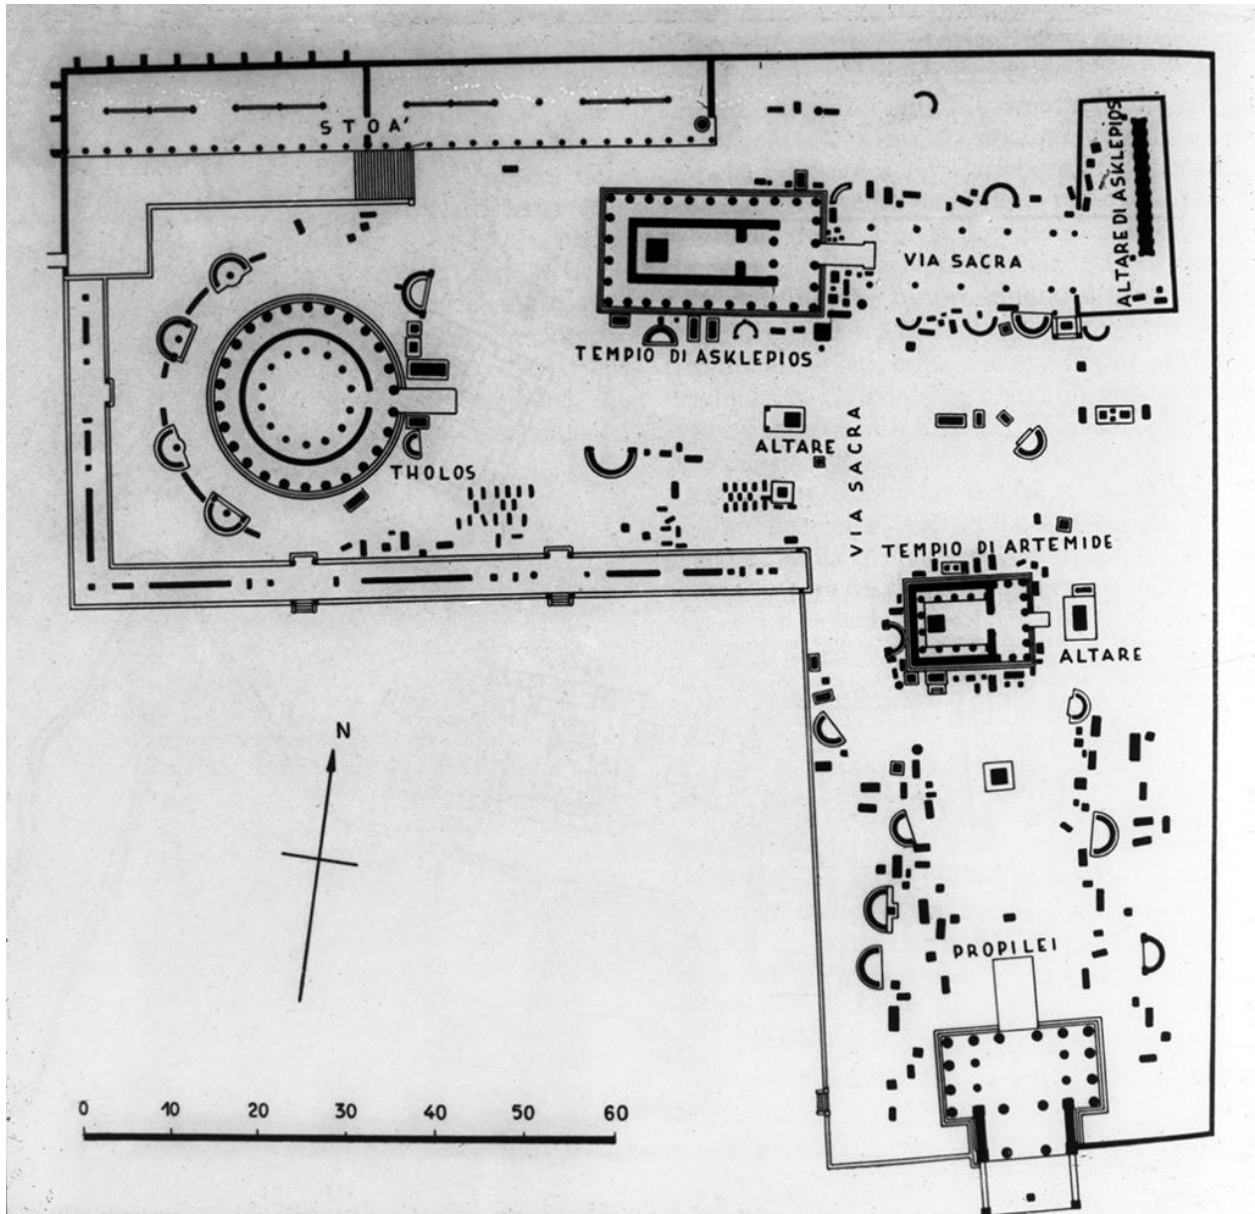 STOA'
ALTARE DI ASKLEPIOS
VIA SACRA
TEMPIO DI ASKLEPIOS
ALTARE
THOLOS
VIA SACRA
TEMPIO DI ARTEMIDE
ALTARE
N
PROPILEI
0 10 20 30 40 50 60